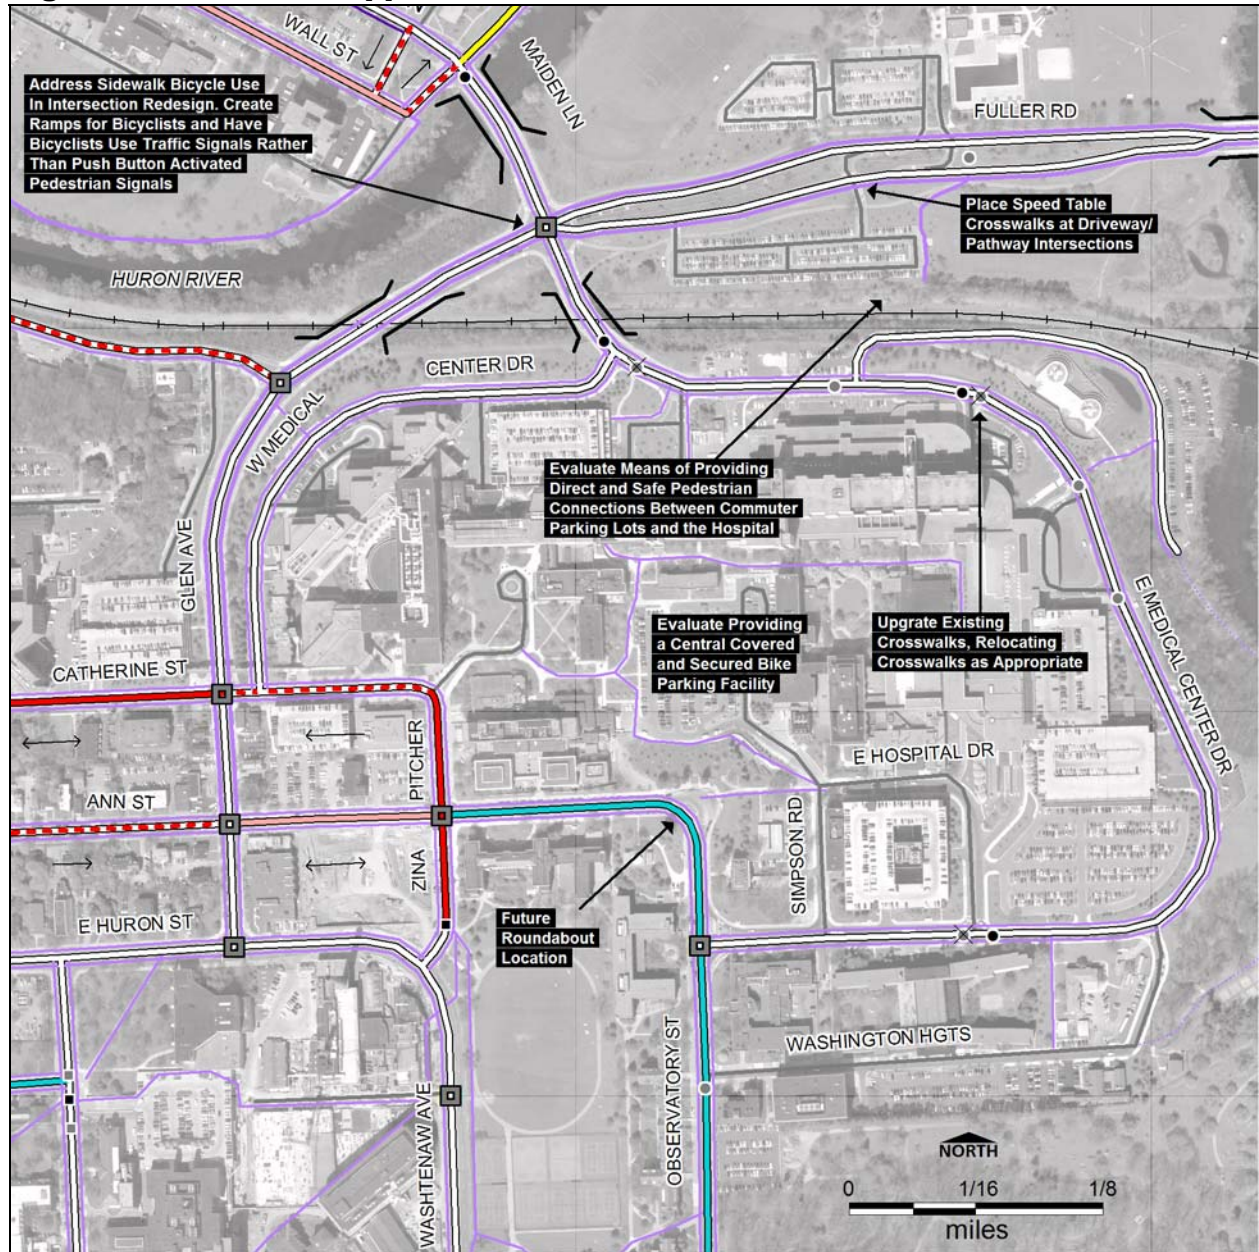 WALL ST
MAIDEN LN
FULLER RD
Address Sidewalk Bicycle Use
In Intersection Redesign. Create
Ramps for Bicyclists and Have
Bicyclists Use Traffic Signals Rather
Than Push Button Activated
Pedestrian Signals
Place Speed Table
Crosswalks at Driveway/
Pathway Intersections
HURON RIVER
CENTER DR
W MEDICAL
Evaluate Means of Providing
Direct and Safe Pedestrian
Connections Between Commuter
Parking Lots and the Hospital
GLEN AVE
Evaluate Providing
a Central Covered
and Secured Bike
Parking Facility
Upgrate Existing
Crosswalks, Relocating
Crosswalks as Appropriate
E MEDICAL CENTER DR
CATHERINE ST
PITCHER
E HOSPITAL DR
ANN ST
SIMPSON RD
ZINA
E HURON ST
Future
Roundabout
Location
OBSERVATORY ST
WASHINGTON HGTS
WASHTENAW AVE
NORTH
0 1/16 1/8
miles